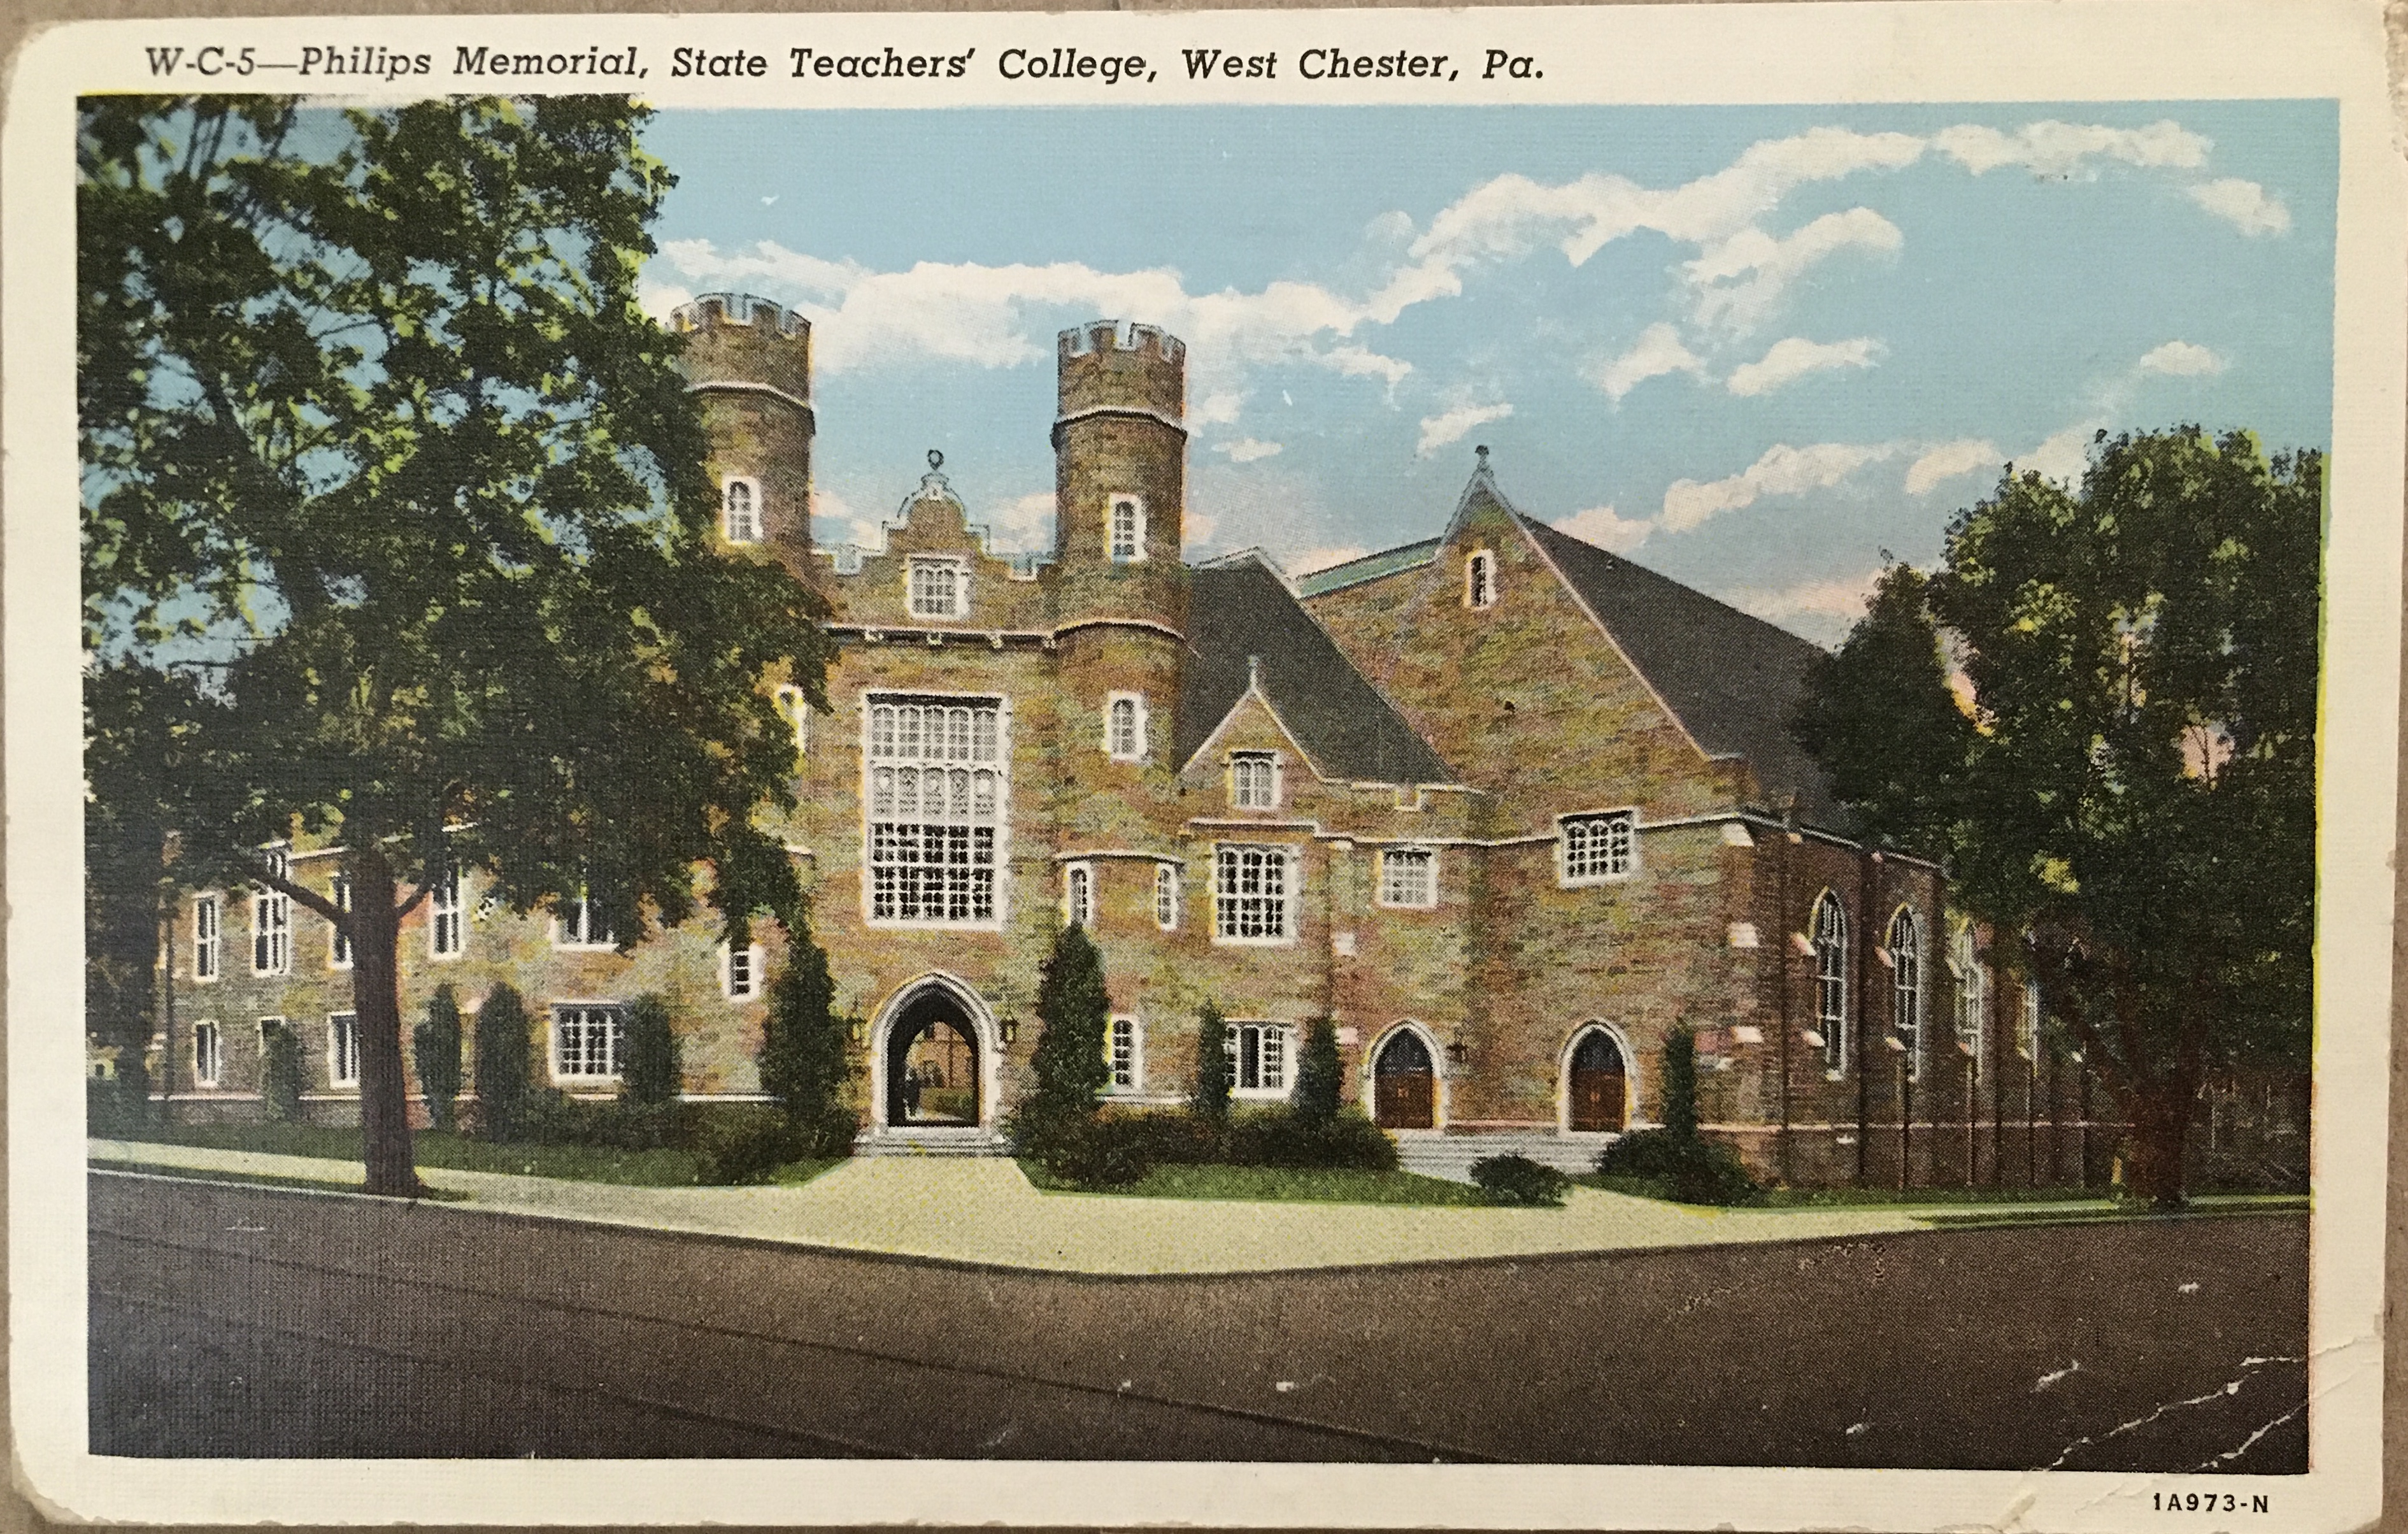 W-C-5—Philips Memorial, State Teachers' College, West Chester, Pa.
1A973-N